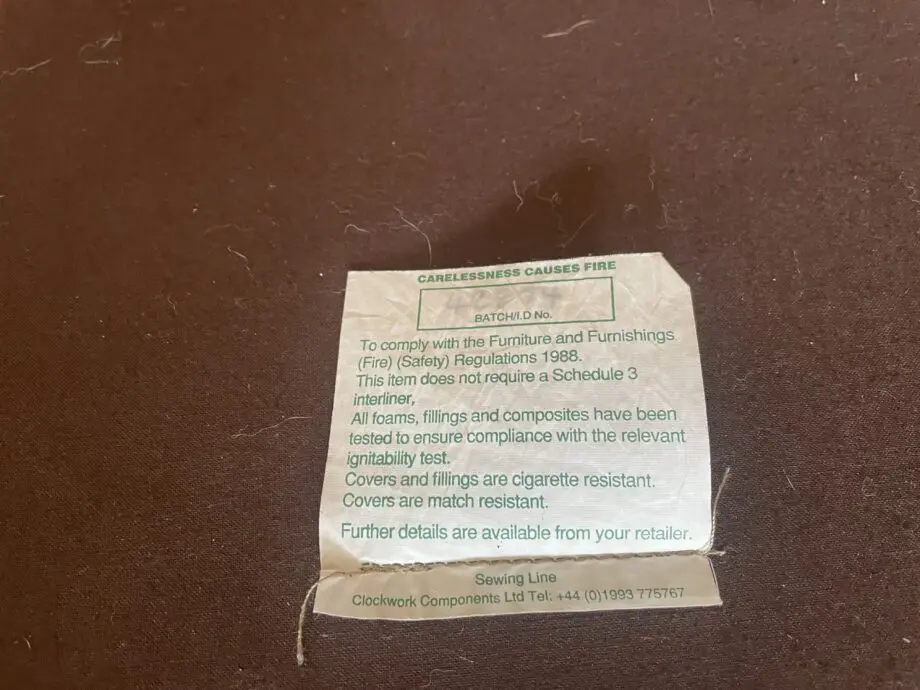 CARELESSNESS CAUSES FIRE
BATCH/I.D No.
To comply with the Furniture and Furnishings
(Fire) (Safety) Regulations 1988.
This item does not require a Schedule 3
interliner,
All foams, fillings and composites have been
tested to ensure compliance with the relevant
ignitability test.
Covers and fillings are cigarette resistant.
Covers are match resistant.
Further details are available from your retailer.
Sewing Line
Clockwork Components Ltd Tel: +44 (0)1993 775767